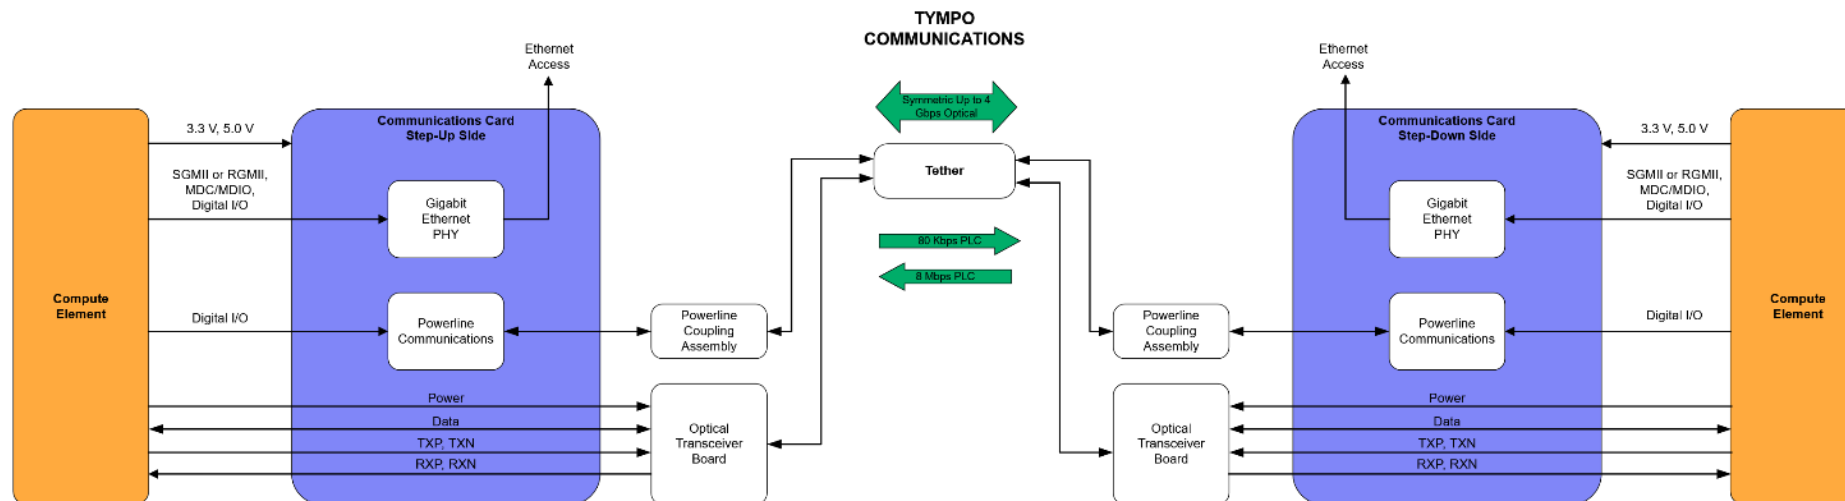 TYMPO
COMMUNICATIONS
Ethernet
Access
Ethernet
Access
Symmetric Up to 4
Gbps Optical
Communications Card
Step-Up Side
Communications Card
Step-Down Side
3.3 V, 5.0 V
3.3 V, 5.0 V
Tether
SGMII or RGMII,
MDC/MDIO,
Digital I/O
SGMII or RGMII,
MDC/MDIO,
Digital I/O
Gigabit
Ethernet
PHY
Gigabit
Ethernet
PHY
80 Kbps PLC
8 Mbps PLC
Compute
Element
Digital I/O
Powerline
Communications
Powerline
Coupling
Assembly
Powerline
Coupling
Assembly
Powerline
Communications
Digital I/O
Compute
Element
Power
Data
TXP, TXN
RXP, RXN
Optical
Transceiver
Board
Optical
Transceiver
Board
Power
Data
TXP, TXN
RXP, RXN